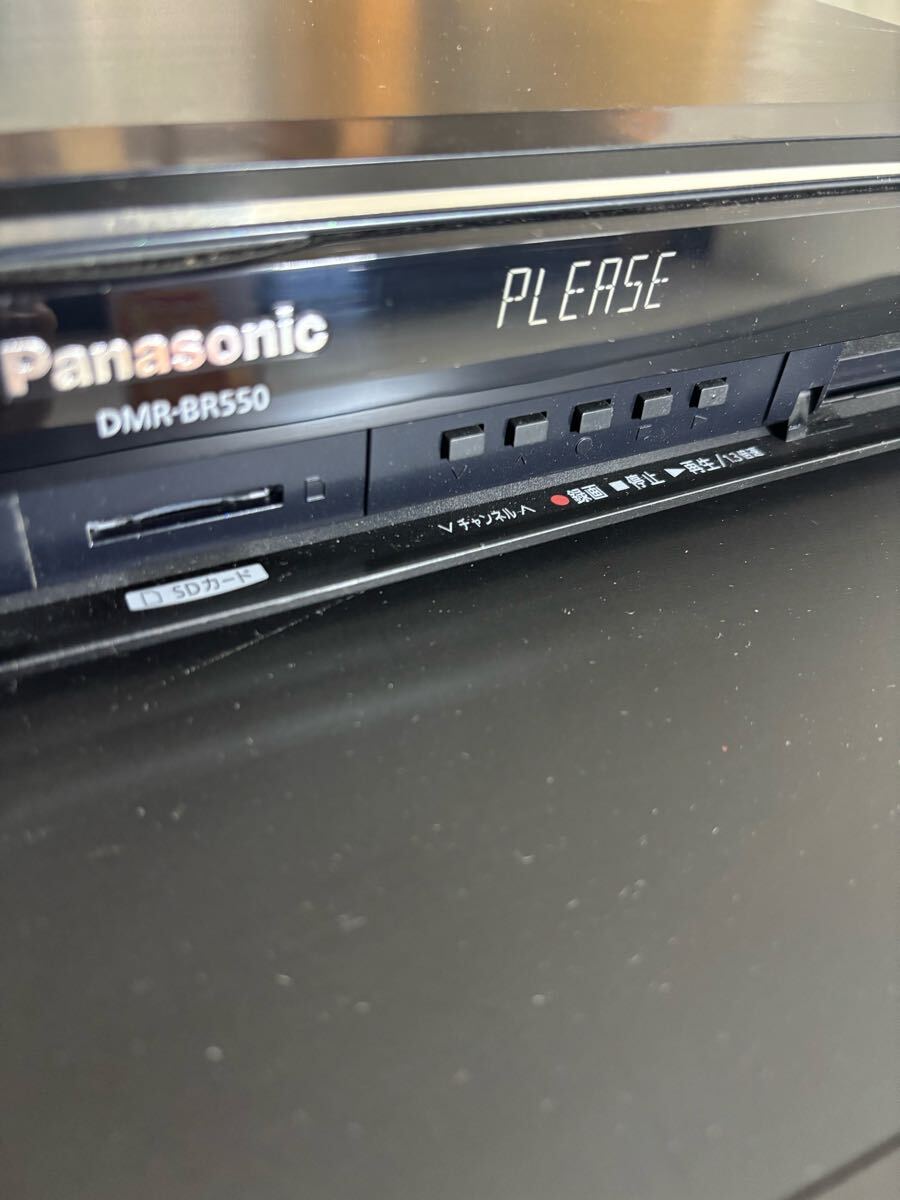 PLEASE
Panasonic
DMR-BR550
∨ チャンネル ∧ ●録画 ■停止 ▶再生/1.3倍速
SDカード